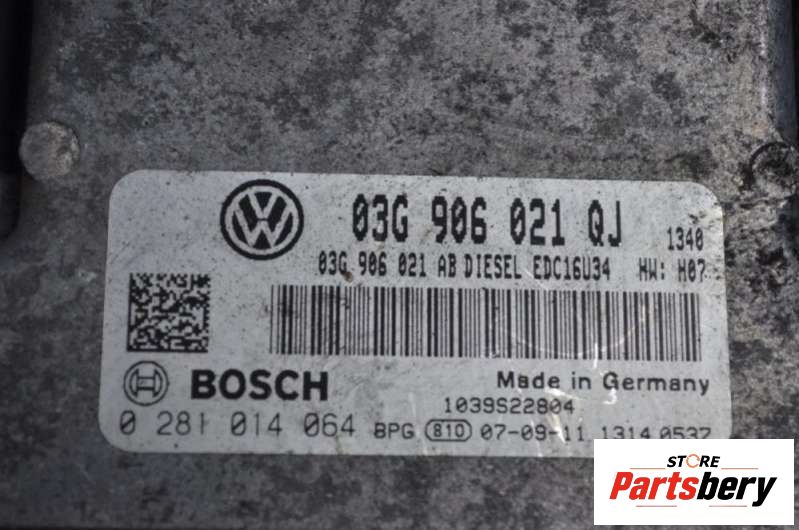 03G 906 021 QJ 1340
03G 906 021 AB DIESEL EDC16U34 HW: H07
BOSCH Made in Germany
1039S22804
0 281 014 064 BPG 810 07-09-11 1314 0537
STORE
Partsbery